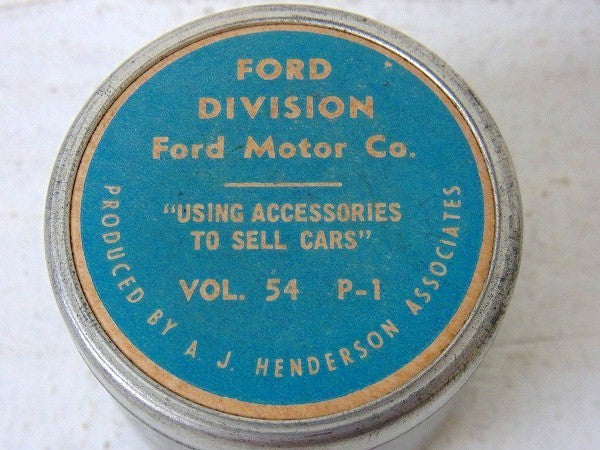 FORD
DIVISION
Ford Motor Co.
"USING ACCESSORIES
TO SELL CARS"
VOL. 54 P-1
PRODUCED BY A. J. HENDERSON ASSOCIATES